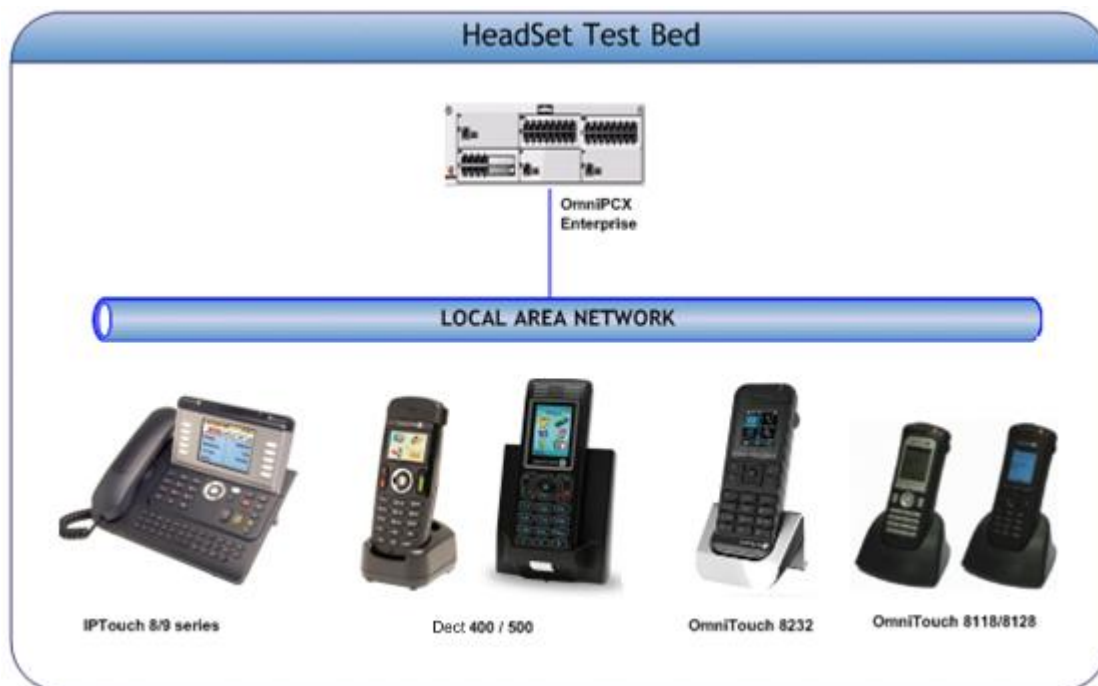 HeadSet Test Bed
OmniPCX
Enterprise
LOCAL AREA NETWORK
IPTouch 8/9 series
Dect 400 / 500
OmniTouch 8232
OmniTouch 8118/8128